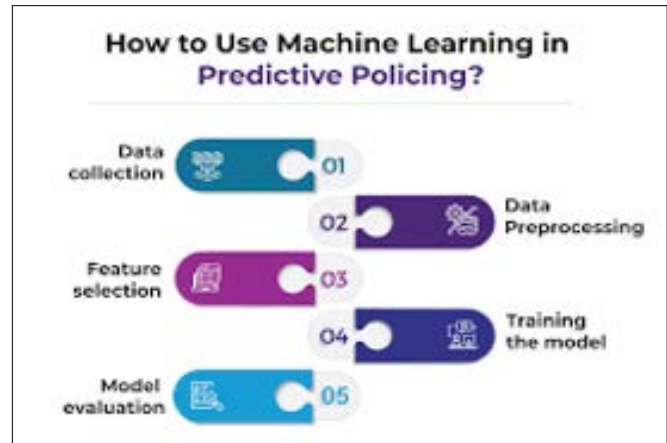 How to Use Machine Learning in
Predictive Policing?
Data
collection
01
02
Data
Preprocessing
Feature
selection
03
04
Training
the model
Model
evaluation
05